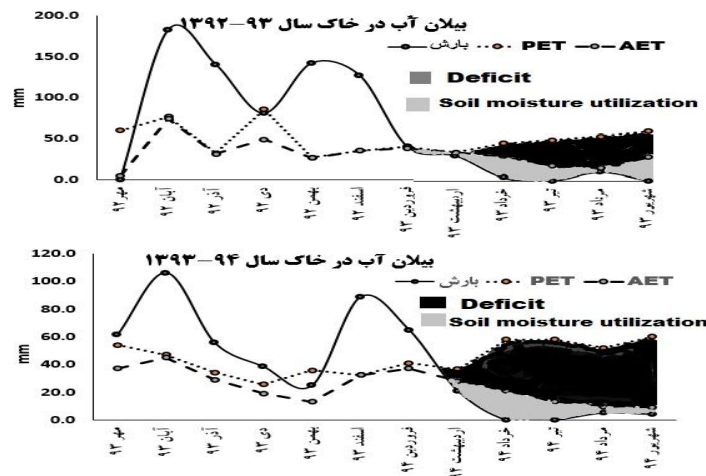 بیلان آب در خاک سال ۹۳-۱۳۹۲
200.0
150.0
100.0
50.0
0.0
mm
بارش PET AET
Deficit
Soil moisture utilization
مهر ۹۲
آبان ۹۲
آذر ۹۲
دی ۹۲
بهمن ۹۲
اسفند ۹۲
فروردین ۹۳
اردیبهشت ۹۳
خرداد ۹۳
تیر ۹۳
مرداد ۹۳
شهریور ۹۳
بیلان آب در خاک سال ۹۴-۱۳۹۳
120.0
100.0
80.0
60.0
40.0
20.0
0.0
mm
بارش PET AET
Deficit
Soil moisture utilization
مهر ۹۳
آبان ۹۳
آذر ۹۳
دی ۹۳
بهمن ۹۳
اسفند ۹۳
فروردین ۹۴
اردیبهشت ۹۴
خرداد ۹۴
تیر ۹۴
مرداد ۹۴
شهریور ۹۴